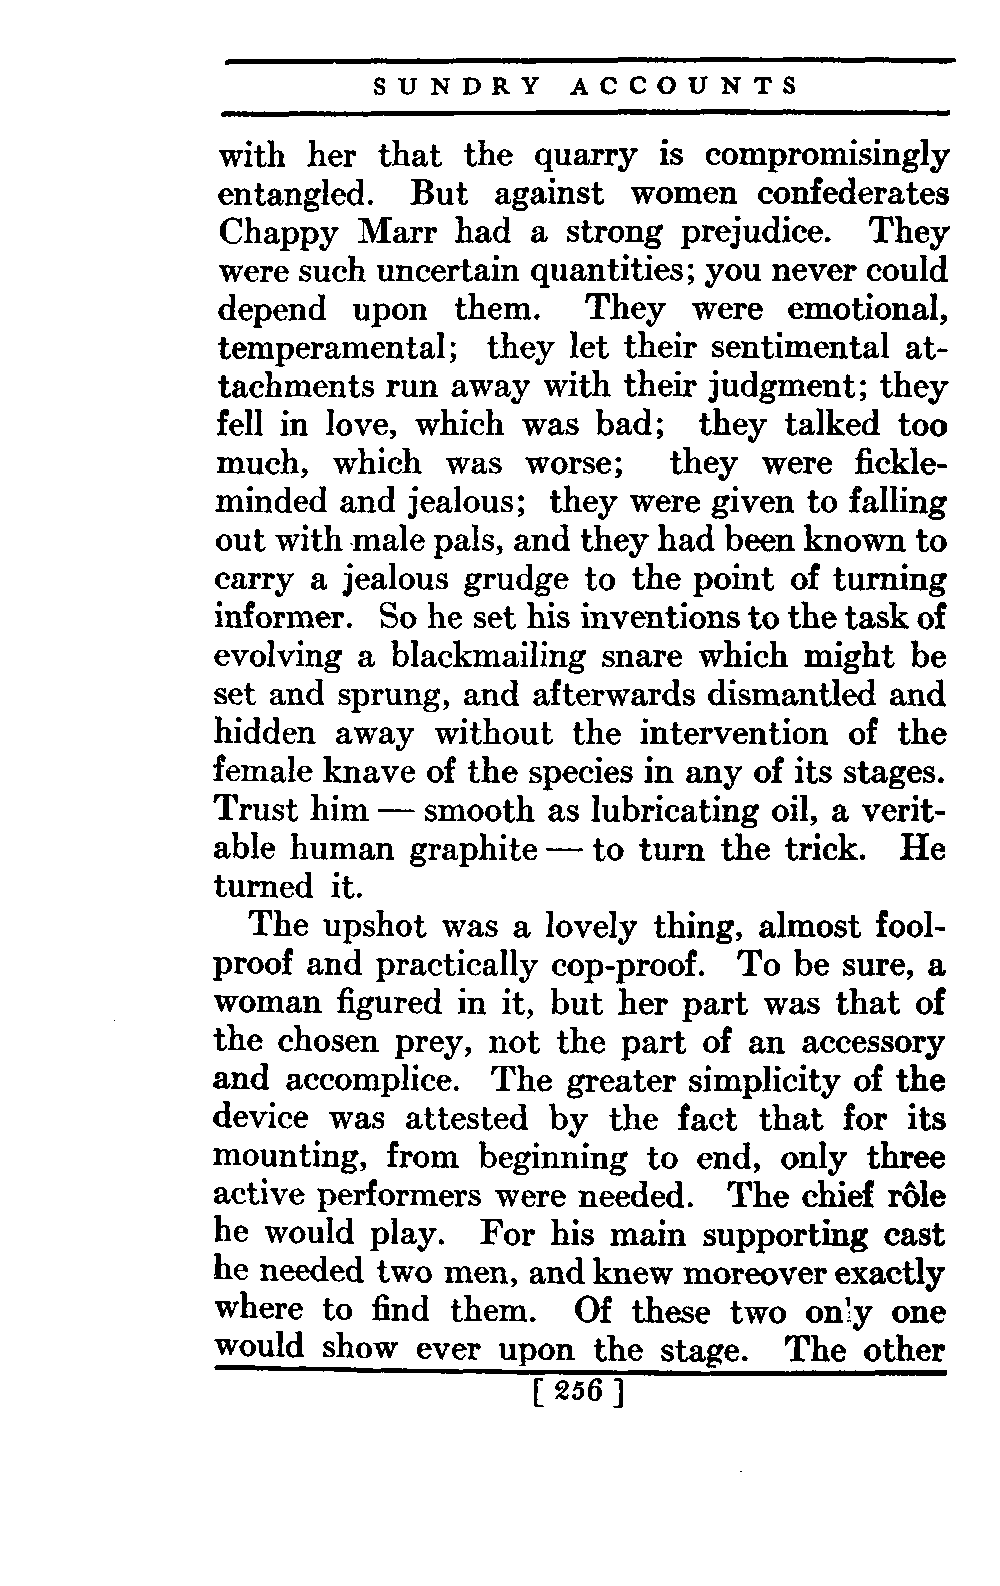 SUNDRY ACCOUNTS
with her that the quarry is compromisingly
entangled. But against women confederates
Chappy Marr had a strong prejudice. They
were such uncertain quantities; you never could
depend upon them. They were emotional,
temperamental; they let their sentimental at-
tachments run away with their judgment; they
fell in love, which was bad; they talked too
much, which was worse; they were fickle-
minded and jealous; they were given to falling
out with male pals, and they had been known to
carry a jealous grudge to the point of turning
informer. So he set his inventions to the task of
evolving a blackmailing snare which might be
set and sprung, and afterwards dismantled and
hidden away without the intervention of the
female knave of the species in any of its stages.
Trust him — smooth as lubricating oil, a verit-
able human graphite — to turn the trick. He
turned it.
The upshot was a lovely thing, almost fool-
proof and practically cop-proof. To be sure, a
woman figured in it, but her part was that of
the chosen prey, not the part of an accessory
and accomplice. The greater simplicity of the
device was attested by the fact that for its
mounting, from beginning to end, only three
active performers were needed. The chief rôle
he would play. For his main supporting cast
he needed two men, and knew moreover exactly
where to find them. Of these two only one
would show ever upon the stage. The other
[ 256 ]